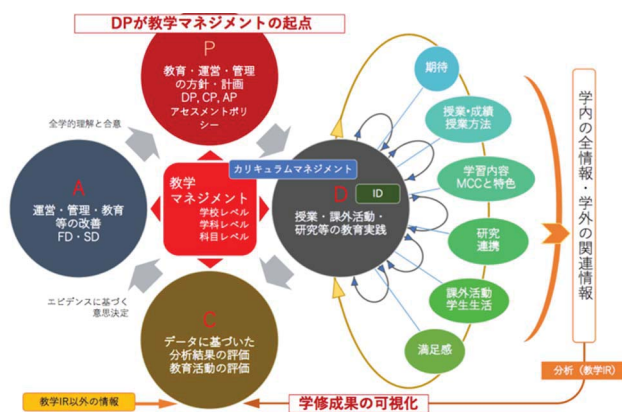 DPが教学マネジメントの起点
P
教育・運営・管理
の方針・計画
DP, CP, AP
アセスメントポリ
シー
全学的理解と合意
カリキュラムマネジメント
教学
マネジメント
学校レベル
学科レベル
科目レベル
A
運営・管理・教育
等の改善
FD・SD
D
ID
授業・課外活動・
研究等の教育実践
エビデンスに基づく
意思決定
C
データに基づいた
分析結果の評価
教育活動の評価
期待
授業・成績
授業方法
学習内容
MCCと特色
研究
連携
課外活動
学生生活
満足感
学内の全情報・学外の関連情報
分析（教学IR）
教学IR以外の情報
学修成果の可視化